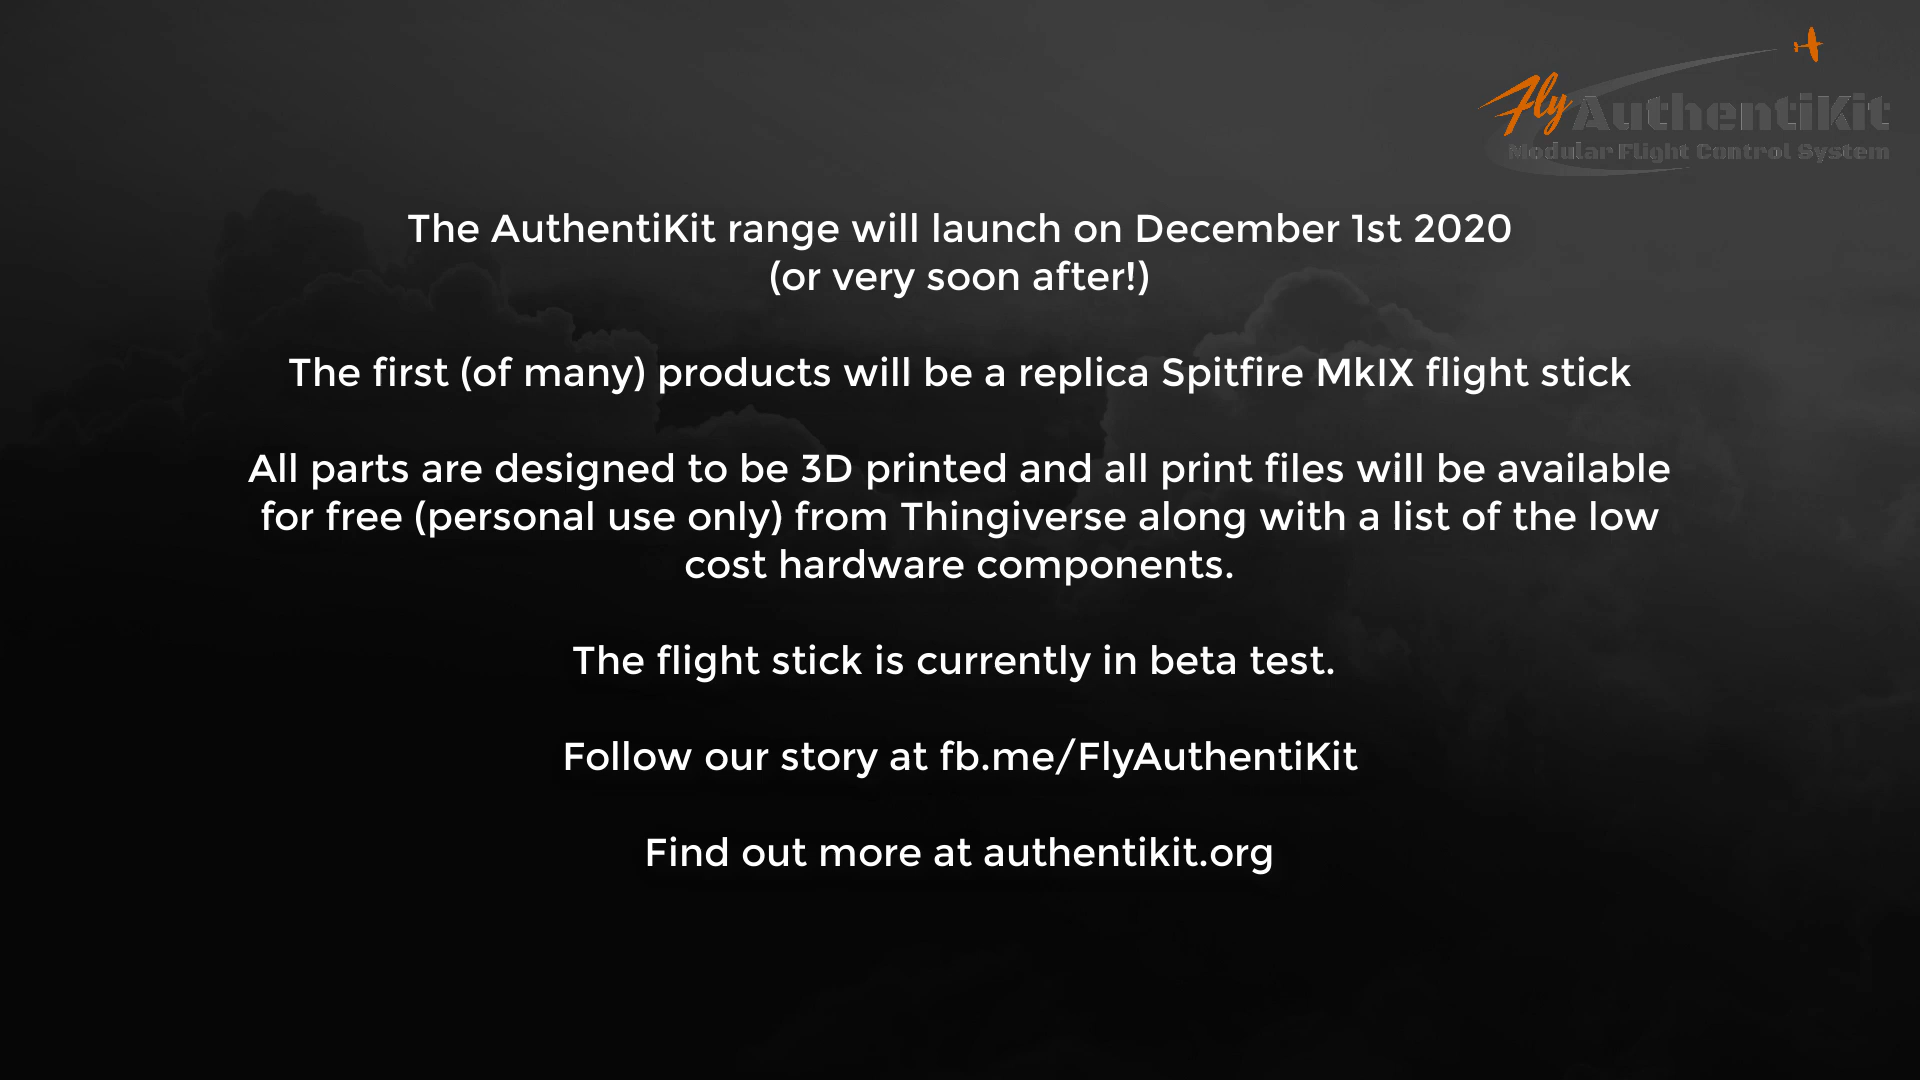 Fly AuthentiKit
Modular Flight Control System
The AuthentiKit range will launch on December 1st 2020
(or very soon after!)
The first (of many) products will be a replica Spitfire MkIX flight stick
All parts are designed to be 3D printed and all print files will be available
for free (personal use only) from Thingiverse along with a list of the low
cost hardware components.
The flight stick is currently in beta test.
Follow our story at fb.me/FlyAuthentiKit
Find out more at authentikit.org